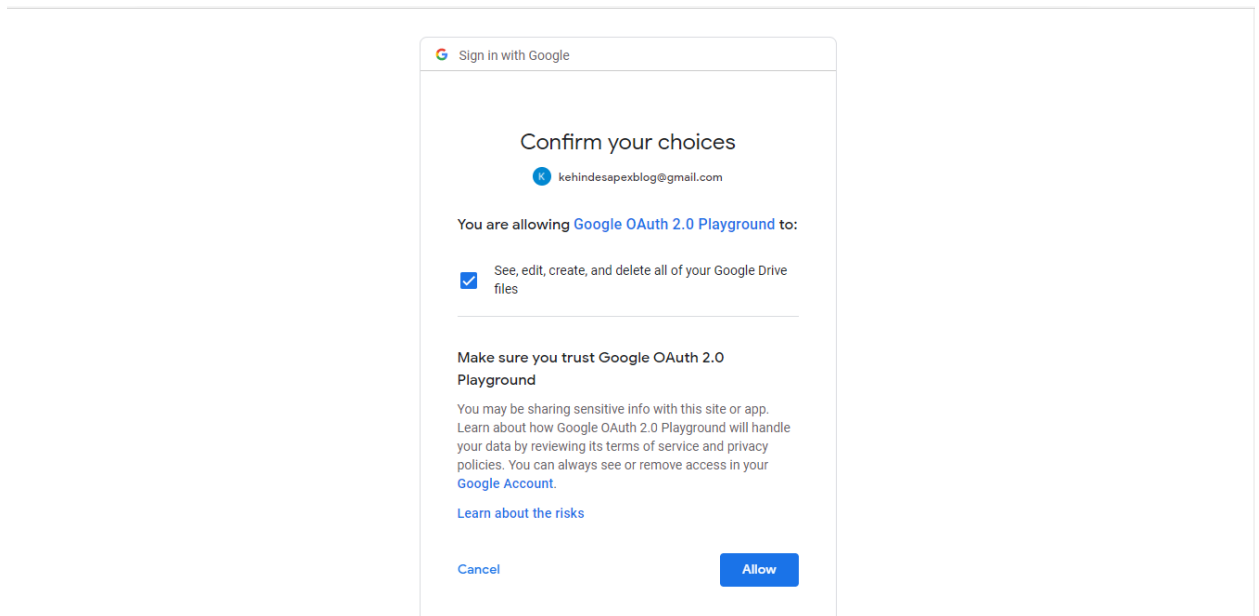 Sign in with Google
Confirm your choices
K kehindesapexblog@gmail.com
You are allowing Google OAuth 2.0 Playground to:
See, edit, create, and delete all of your Google Drive
files
Make sure you trust Google OAuth 2.0
Playground
You may be sharing sensitive info with this site or app.
Learn about how Google OAuth 2.0 Playground will handle
your data by reviewing its terms of service and privacy
policies. You can always see or remove access in your
Google Account.
Learn about the risks
Cancel Allow